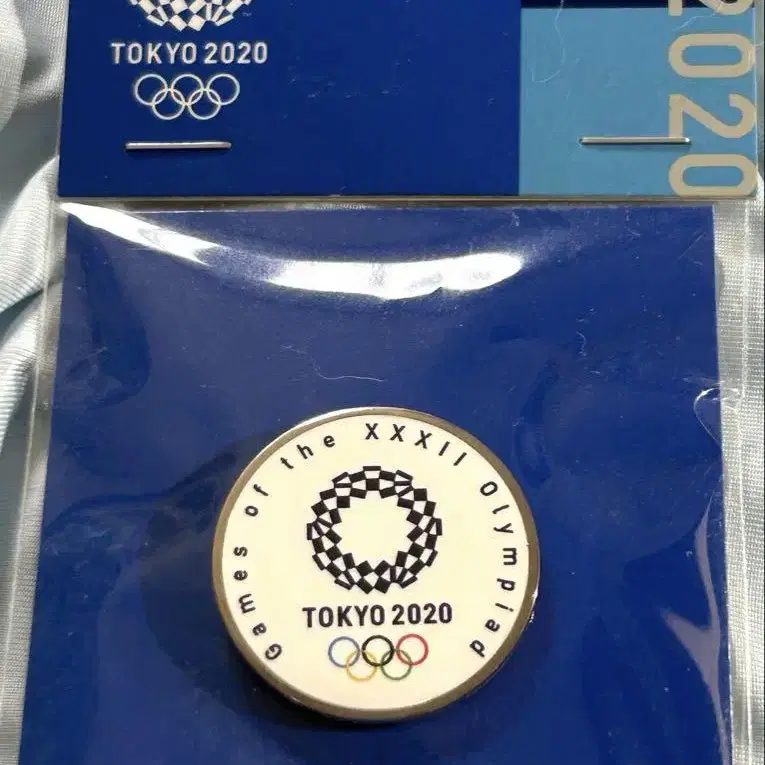 TOKYO 2020
2020
Games of the XXXII Olympiad
TOKYO 2020